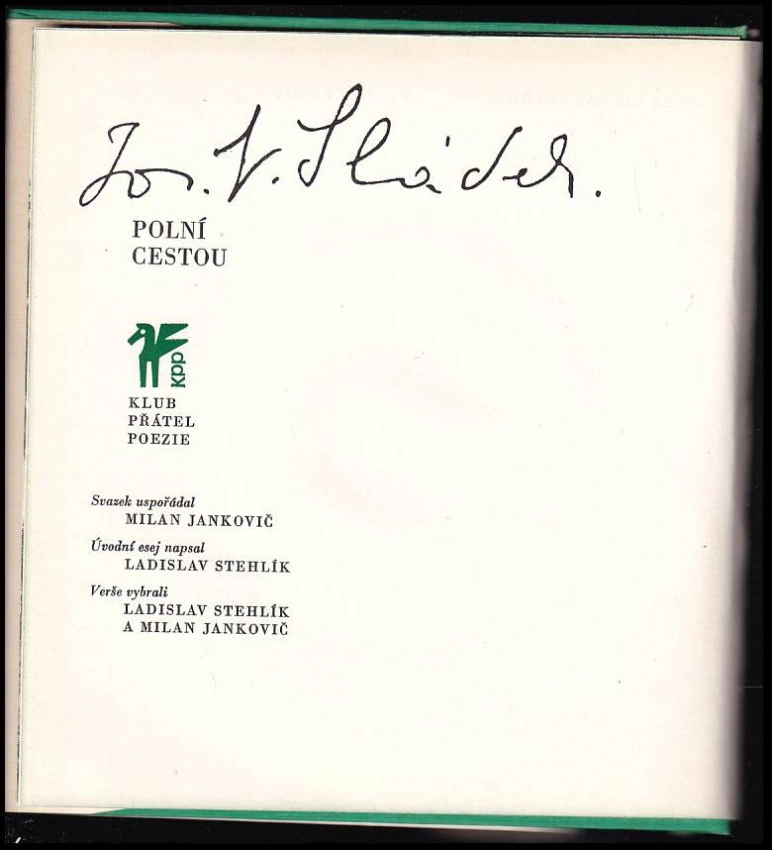 Jos. V. Sládek.
POLNÍ
CESTOU
kpp
KLUB
PŘÁTEL
POEZIE
Svazek uspořádal
MILAN JANKOVIČ
Úvodní esej napsal
LADISLAV STEHLÍK
Verše vybrali
LADISLAV STEHLÍK
A MILAN JANKOVIČ